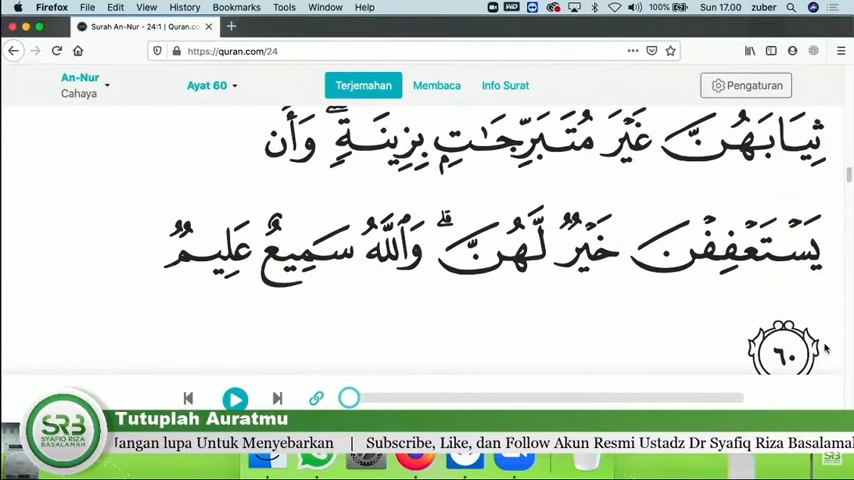 Firefox File Edit View History Bookmarks Tools Window Help 100% Sun 17.00 zuber
Surah An-Nur - 24:1 | Quran.co
https://quran.com/24
An-Nur
Cahaya
Ayat 60
Terjemahan
Membaca
Info Surat
Pengaturan
ثِيَابَهُنَّ غَيْرَ مُتَبَرِّجَـٰتٍۭ بِزِينَةٍۢ ۖ وَأَن
يَسْتَعْفِفْنَ خَيْرٌۭ لَّهُنَّ ۗ وَٱللَّهُ سَمِيعٌ عَلِيمٌۭ
٦٠
SRB
SYAFIQ RIZA
BASALAMAH
Tutuplah Auratmu
Jangan lupa Untuk Menyebarkan | Subscribe, Like, dan Follow Akun Resmi Ustadz Dr Syafiq Riza Basalamah
SRB